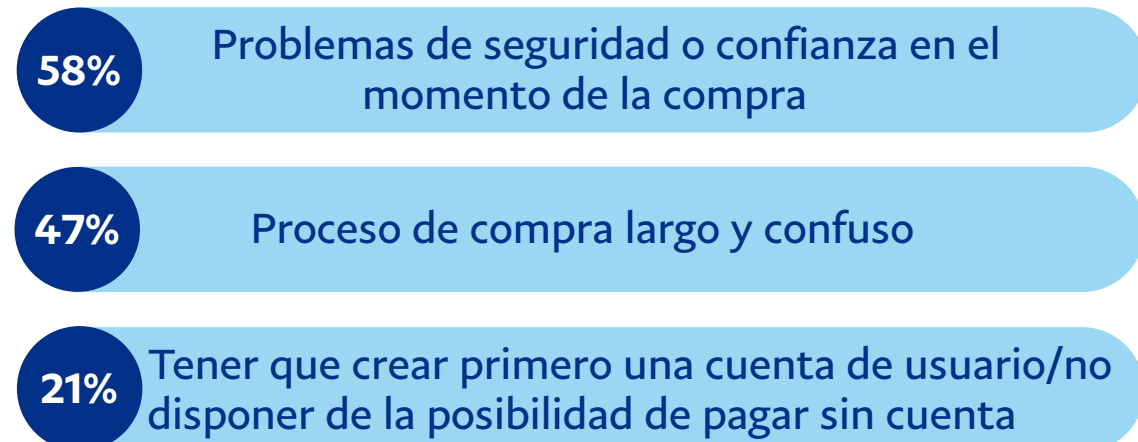 58%
Problemas de seguridad o confianza en el
momento de la compra
47%
Proceso de compra largo y confuso
21%
Tener que crear primero una cuenta de usuario/no
disponer de la posibilidad de pagar sin cuenta